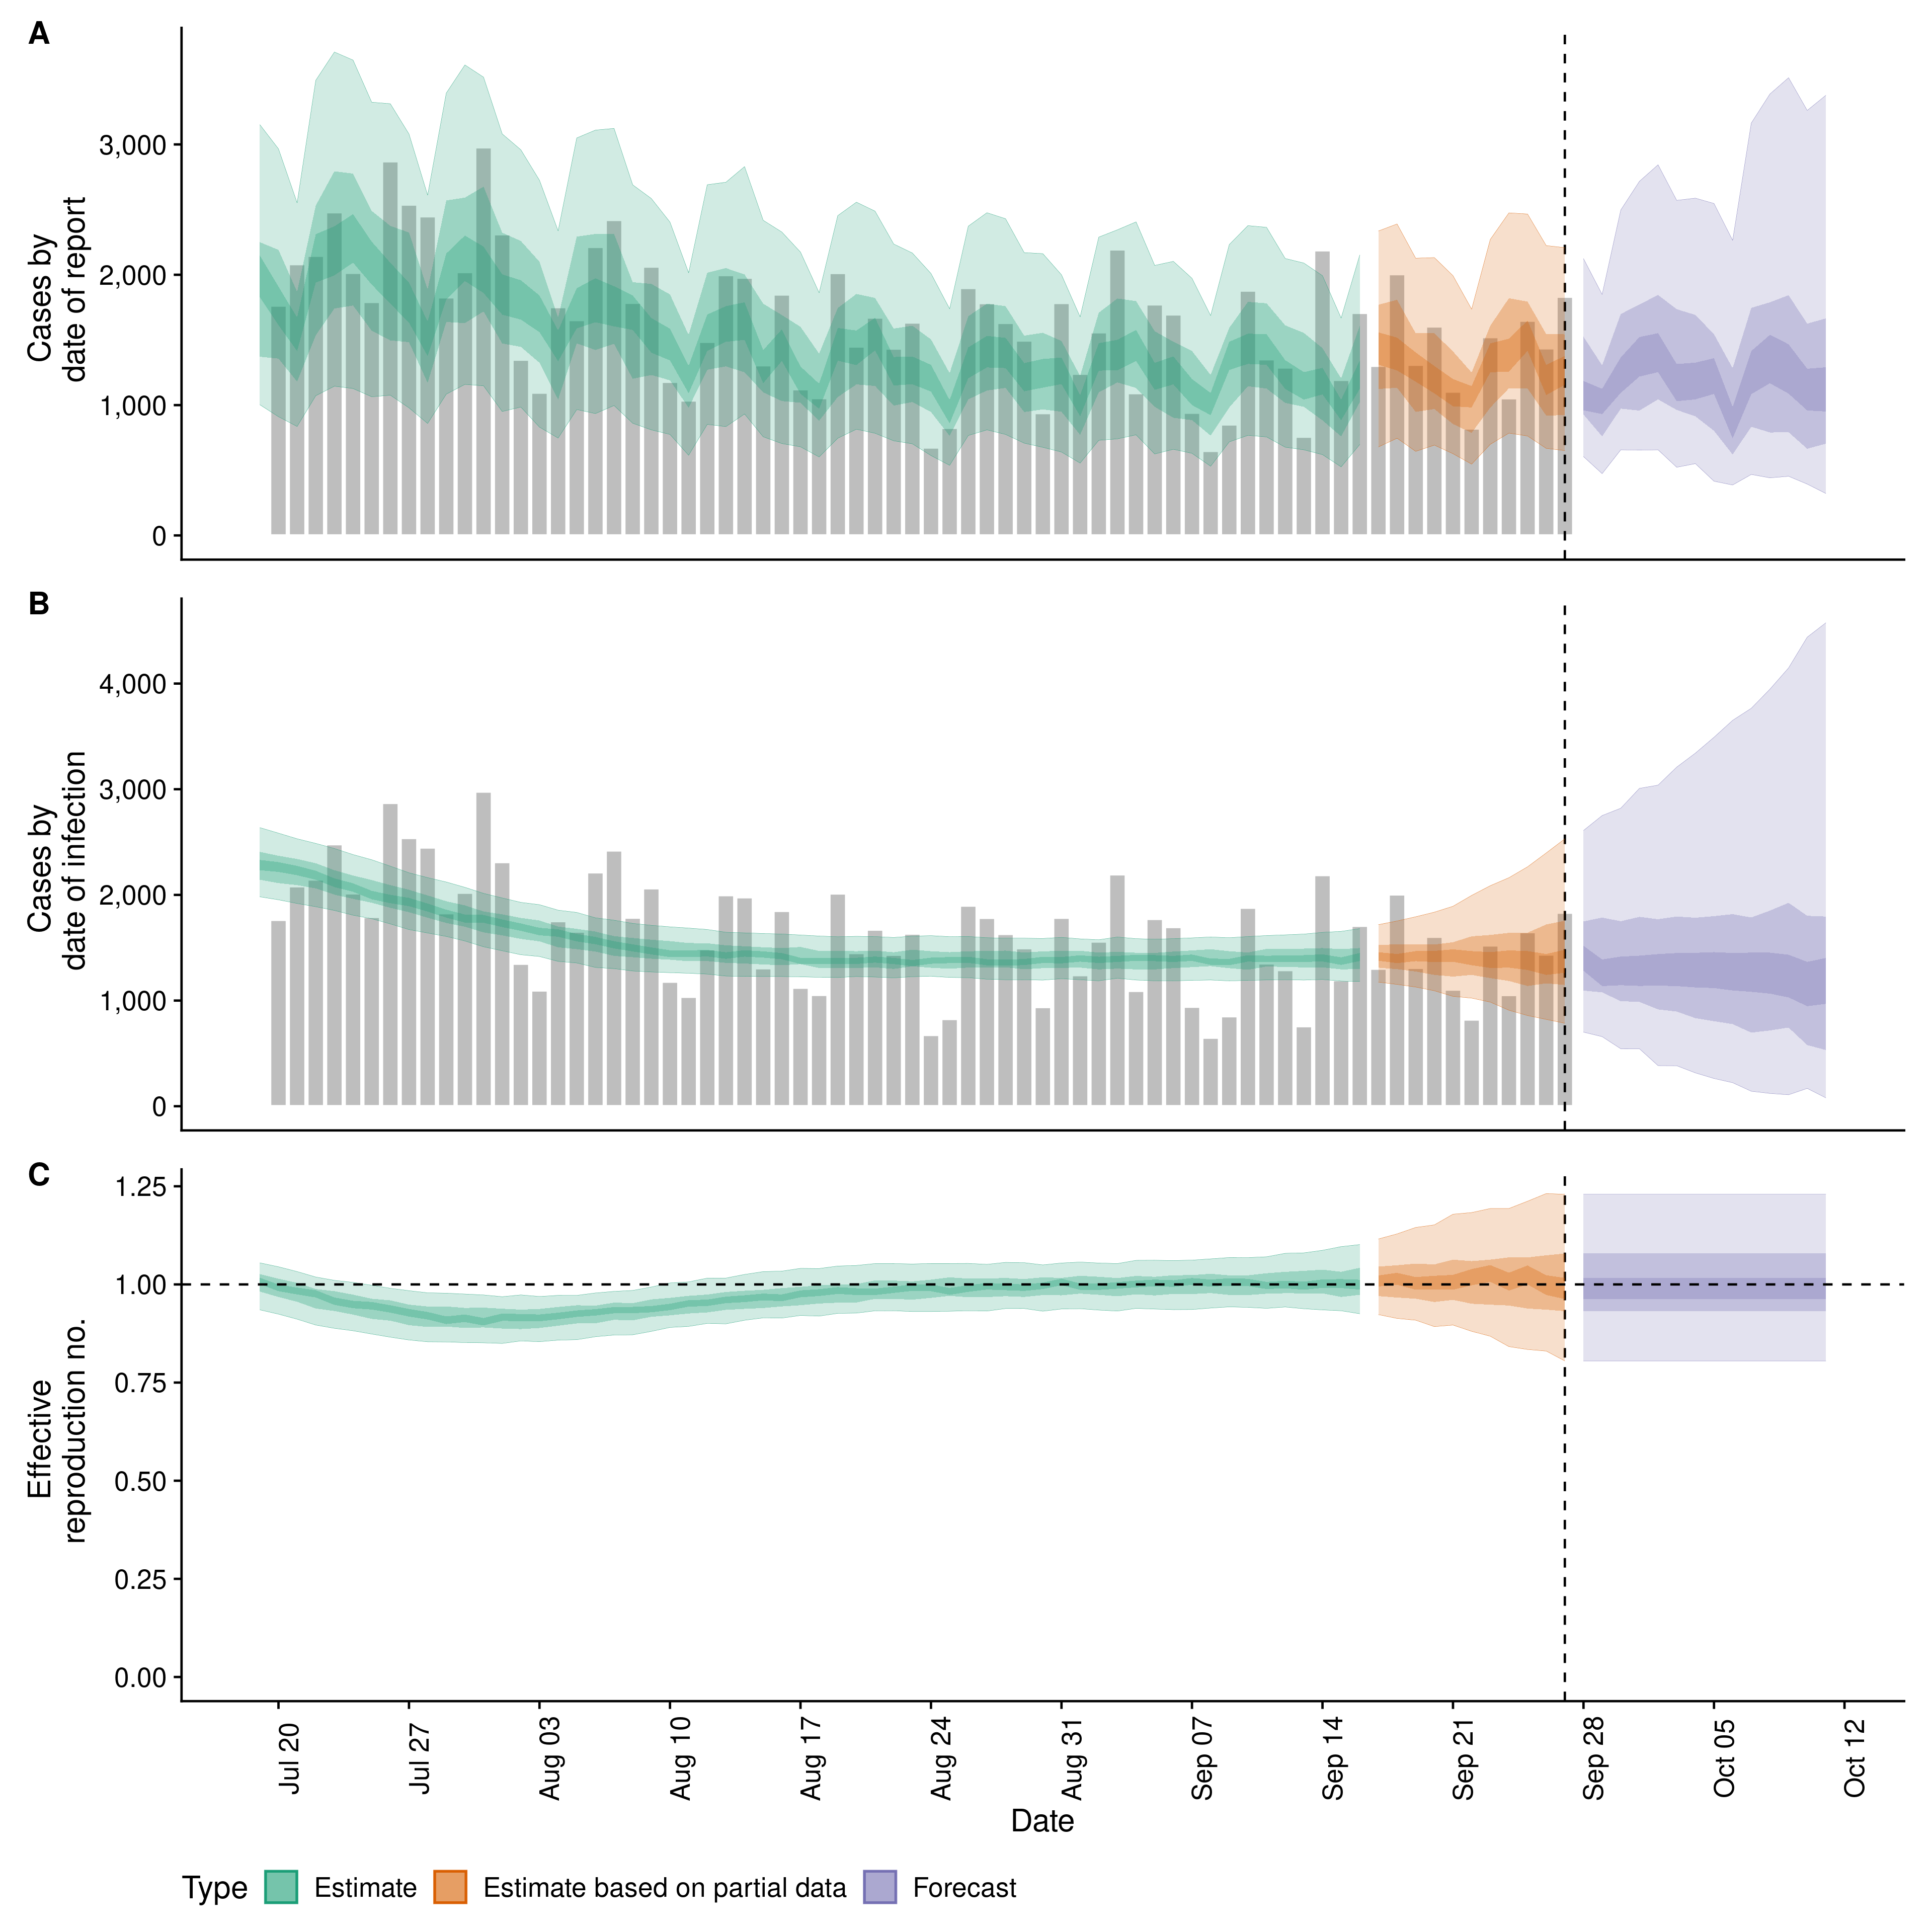 A
Cases by
date of report
3,000
2,000
1,000
0
B
Cases by
date of infection
4,000
3,000
2,000
1,000
0
C
Effective
reproduction no.
1.25
1.00
0.75
0.50
0.25
0.00
Jul 20
Jul 27
Aug 03
Aug 10
Aug 17
Aug 24
Aug 31
Sep 07
Sep 14
Sep 21
Sep 28
Oct 05
Oct 12
Date
Type Estimate Estimate based on partial data Forecast